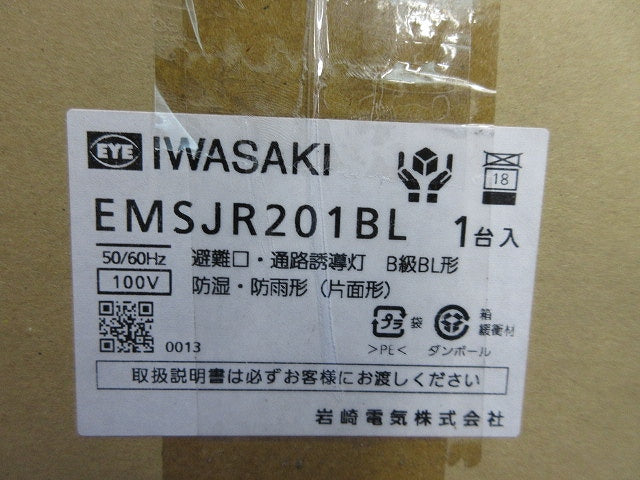 EYE IWASAKI
18
EMSJR201BL 1台入
50/60Hz 避難口・通路誘導灯 B級BL形
100V 防湿・防雨形（片面形）
プラ 袋 箱
緩衝材
0013 >PE< ダンボール
取扱説明書は必ずお客様にお渡しください
岩崎電気株式会社